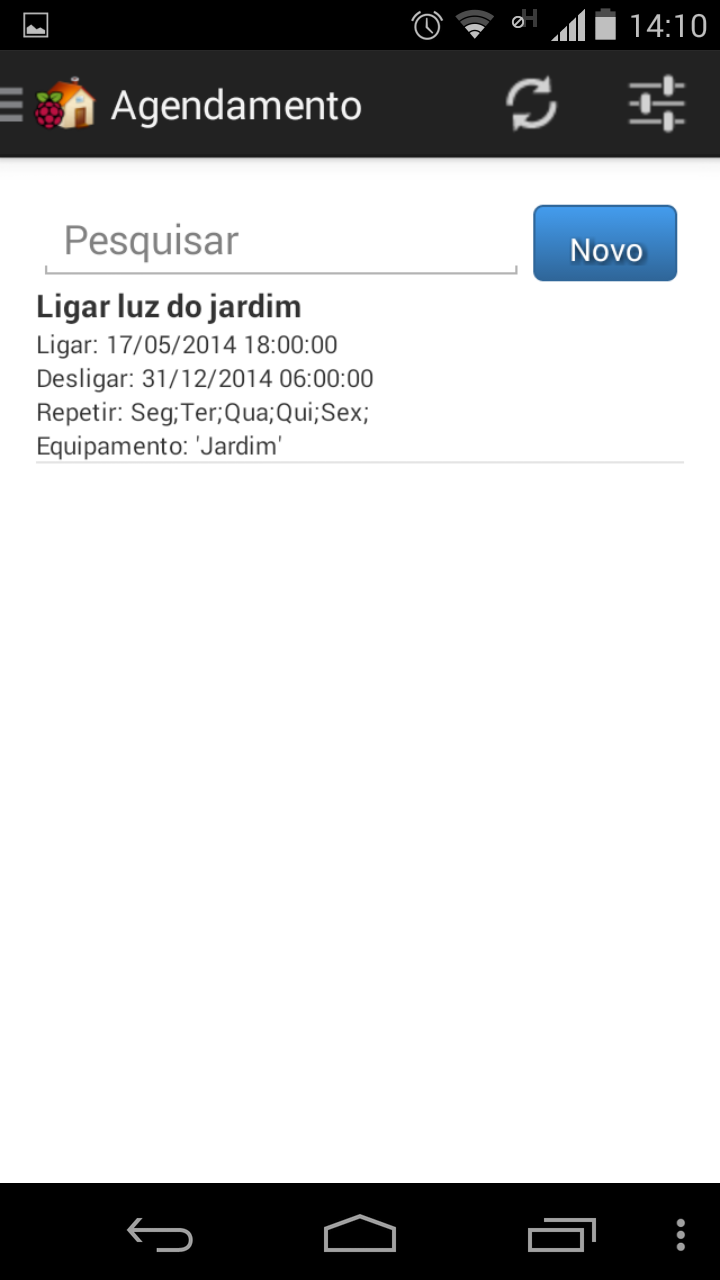 14:10
Agendamento
Pesquisar
Novo
Ligar luz do jardim
Ligar: 17/05/2014 18:00:00
Desligar: 31/12/2014 06:00:00
Repetir: Seg;Ter;Qua;Qui;Sex;
Equipamento: 'Jardim'